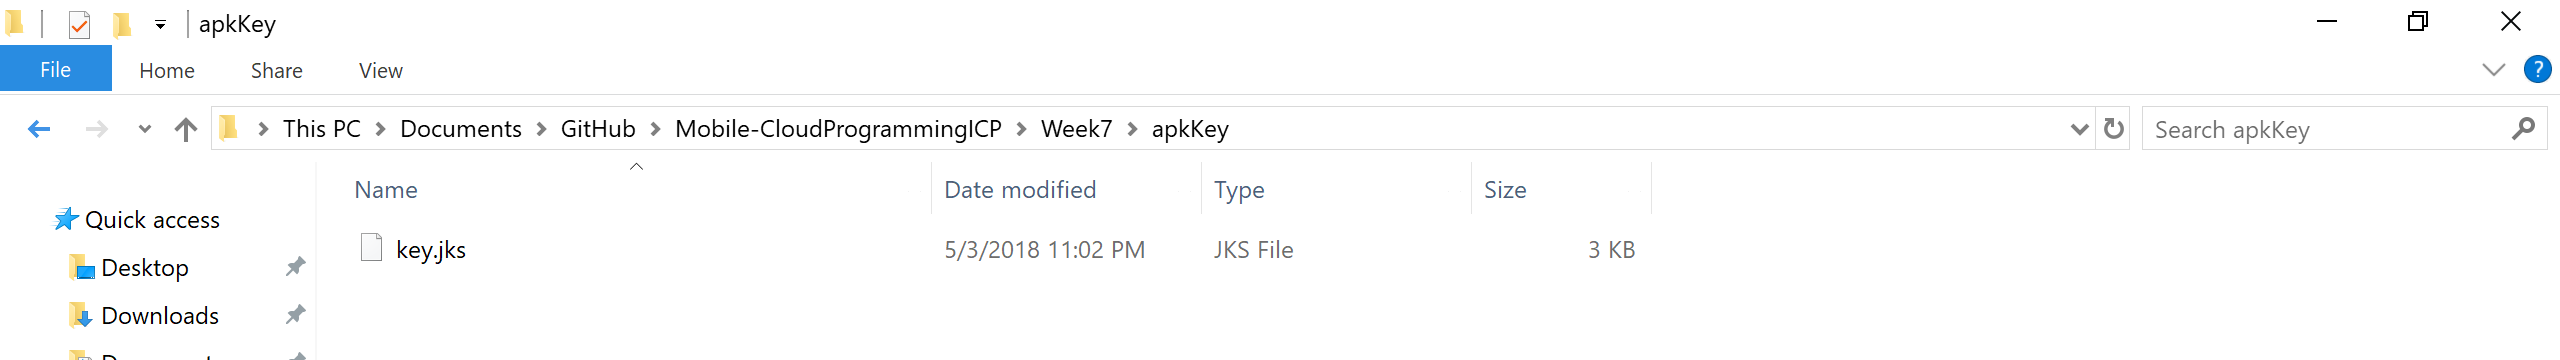 apkKey
File Home Share View ?
This PC > Documents > GitHub > Mobile-CloudProgrammingICP > Week7 > apkKey Search apkKey
Name Date modified Type Size
Quick access
key.jks 5/3/2018 11:02 PM JKS File 3 KB
Desktop
Downloads